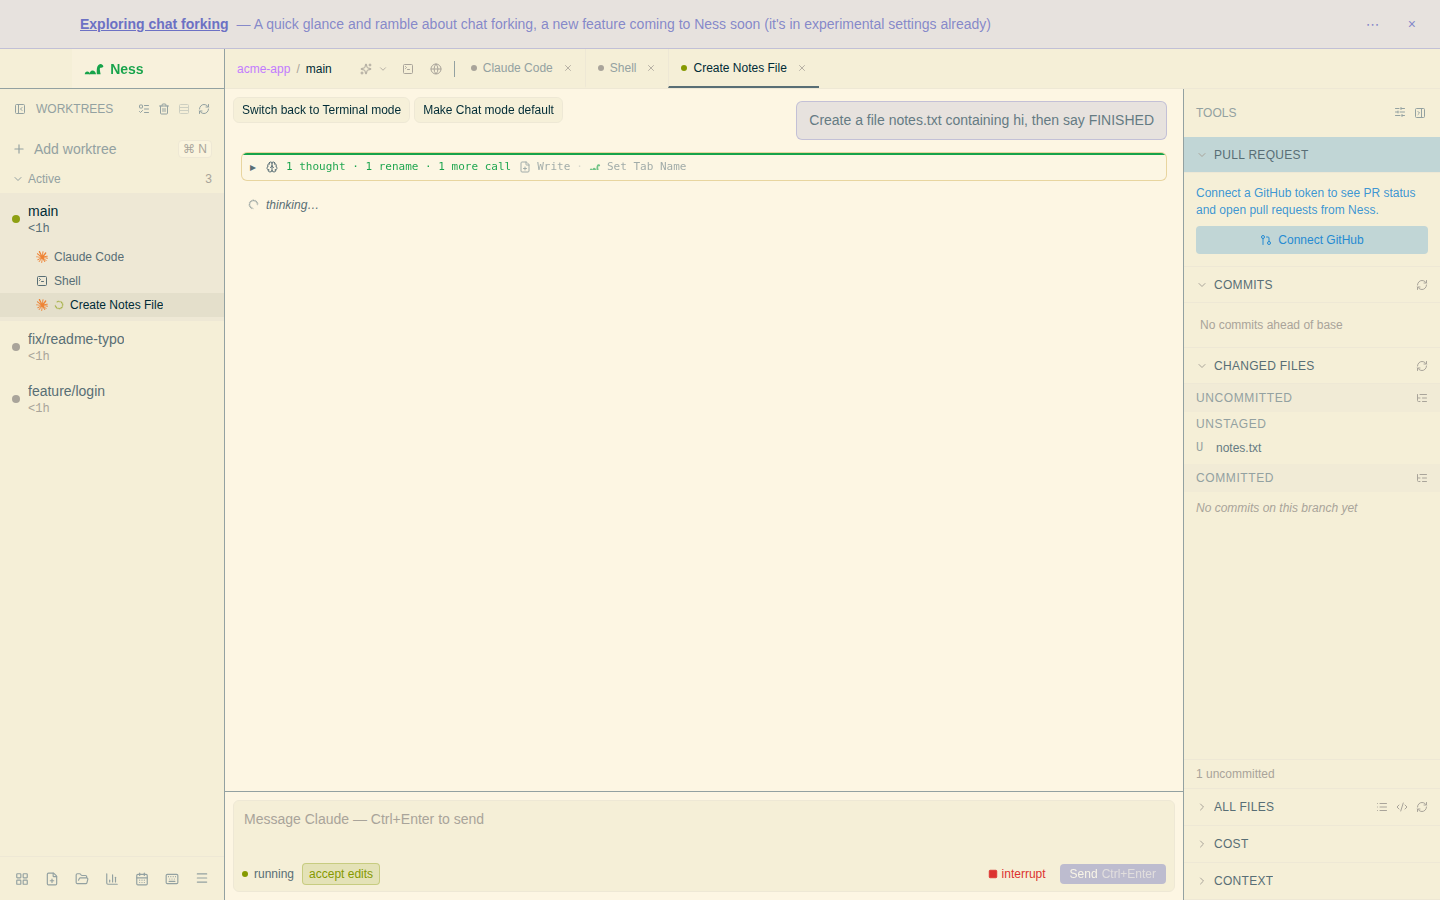 Exploring chat forking — A quick glance and ramble about chat forking, a new feature coming to Ness soon (it's in experimental settings already)
Ness
acme-app / main
Claude Code
Shell
Create Notes File
WORKTREES
Add worktree ⌘ N
Active 3
main
<1h
Claude Code
Shell
Create Notes File
fix/readme-typo
<1h
feature/login
<1h
Switch back to Terminal mode Make Chat mode default
Create a file notes.txt containing hi, then say FINISHED
1 thought · 1 rename · 1 more call Write · Set Tab Name
thinking…
Message Claude — Ctrl+Enter to send
running accept edits interrupt Send Ctrl+Enter
TOOLS
PULL REQUEST
Connect a GitHub token to see PR status
and open pull requests from Ness.
Connect GitHub
COMMITS
No commits ahead of base
CHANGED FILES
UNCOMMITTED
UNSTAGED
U notes.txt
COMMITTED
No commits on this branch yet
1 uncommitted
ALL FILES
COST
CONTEXT